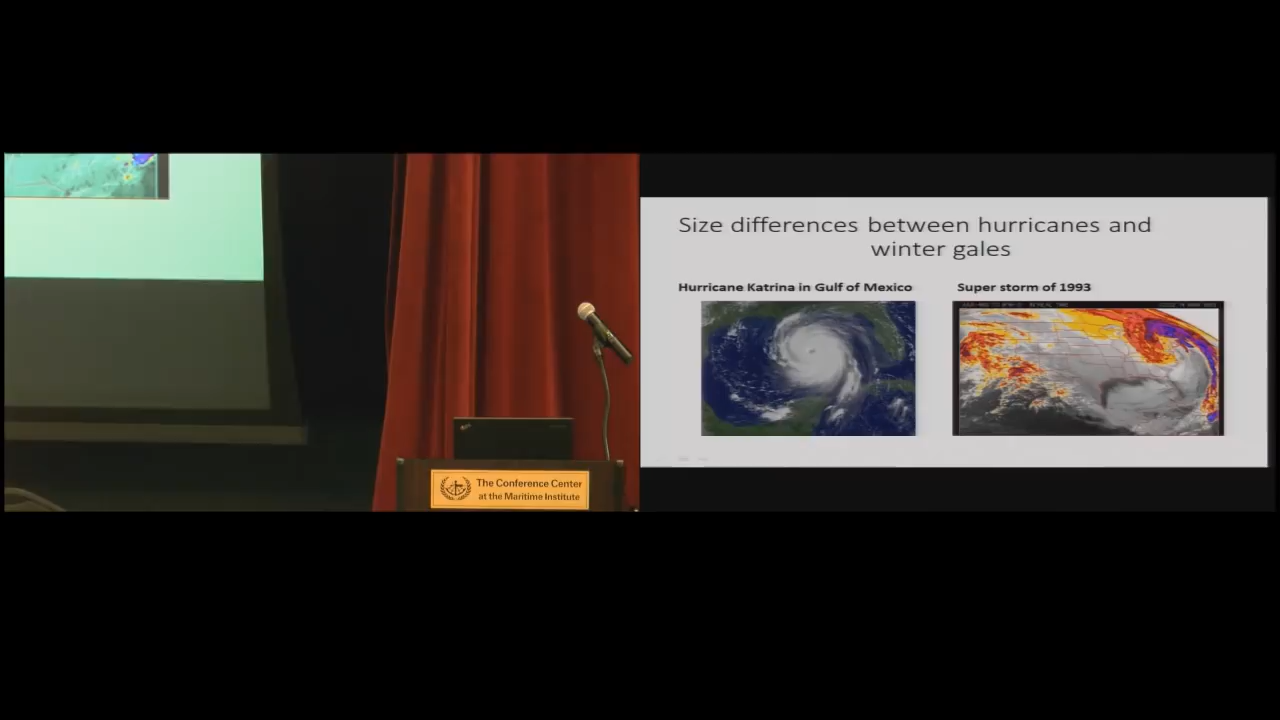 Size differences between hurricanes and
winter gales
Hurricane Katrina in Gulf of Mexico
Super storm of 1993
The Conference Center
at the Maritime Institute